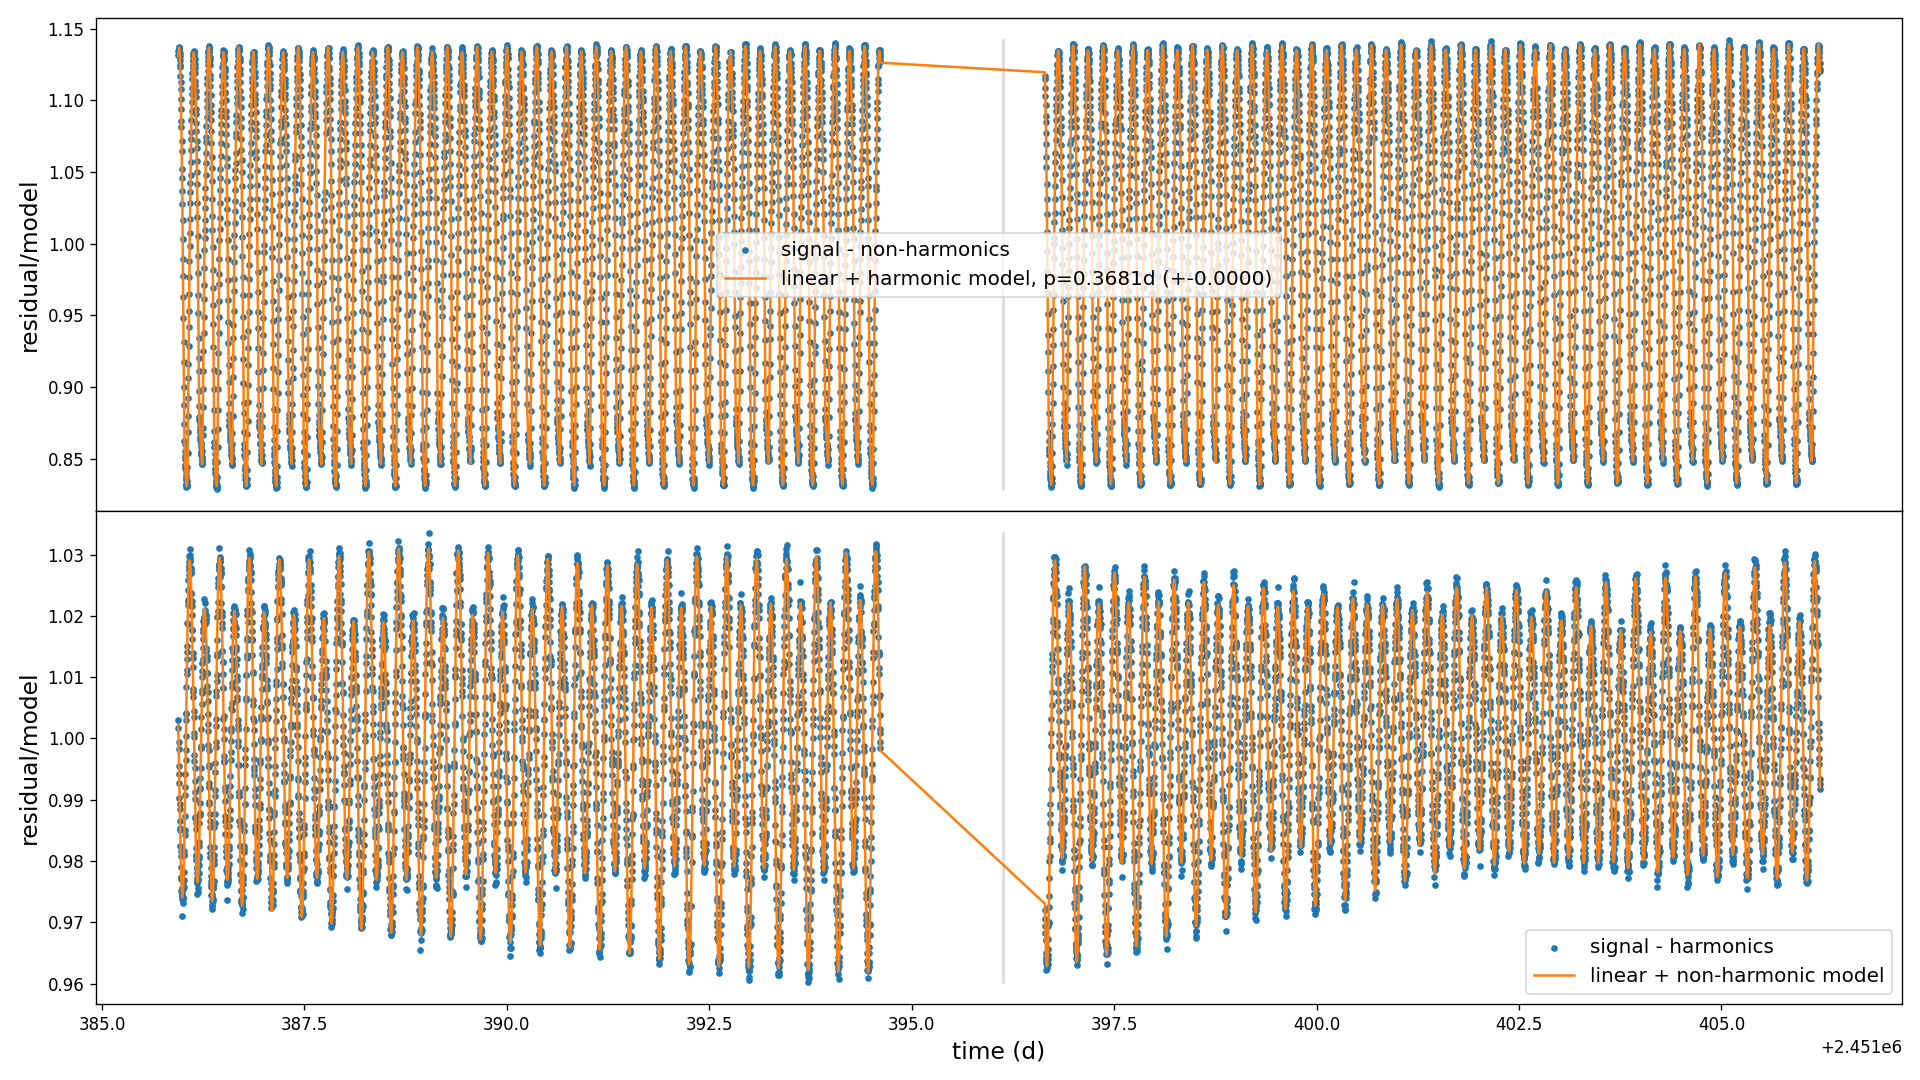 1.15
1.10
1.05
1.00
0.95
0.90
0.85
residual/model
signal - non-harmonics
linear + harmonic model, p=0.3681d (+-0.0000)
1.03
1.02
1.01
1.00
0.99
0.98
0.97
0.96
residual/model
signal - harmonics
linear + non-harmonic model
385.0 387.5 390.0 392.5 395.0 397.5 400.0 402.5 405.0
time (d)
+2.451e6